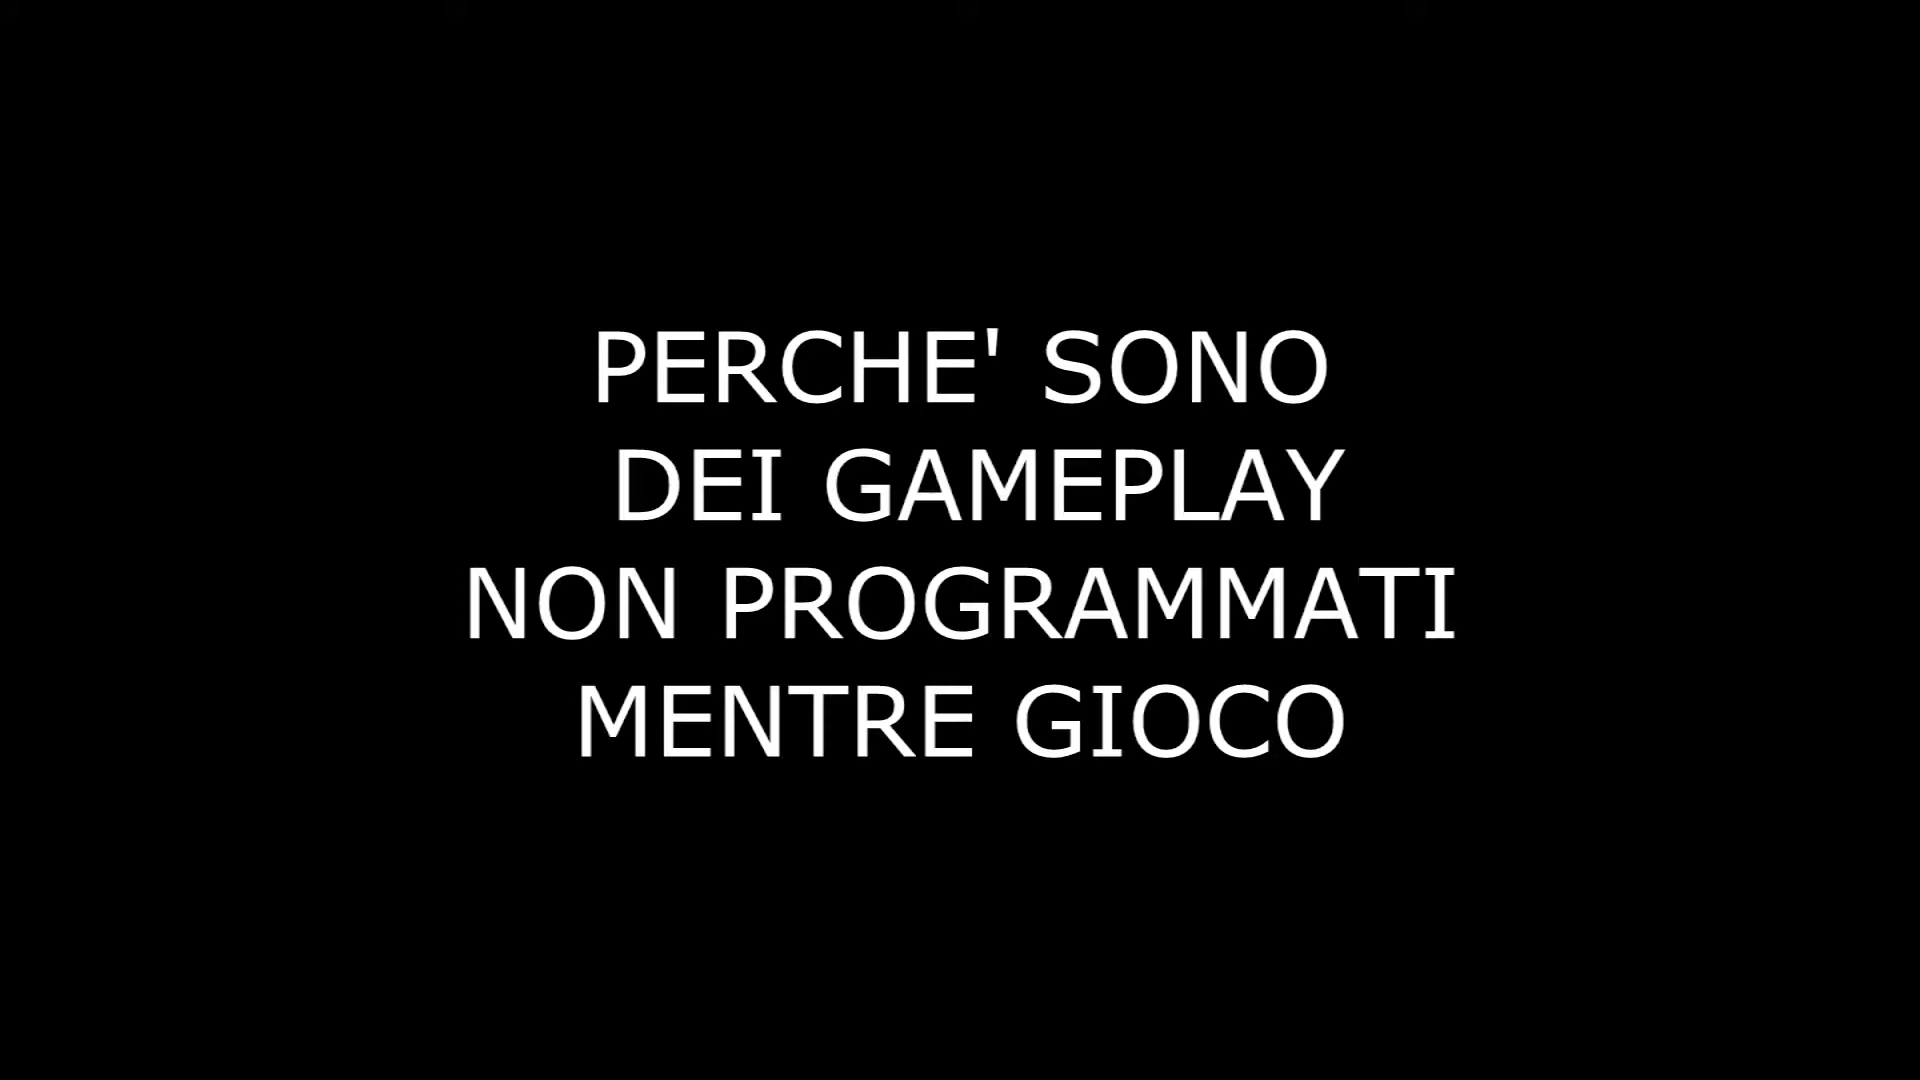 PERCHE' SONO
DEI GAMEPLAY
NON PROGRAMMATI
MENTRE GIOCO